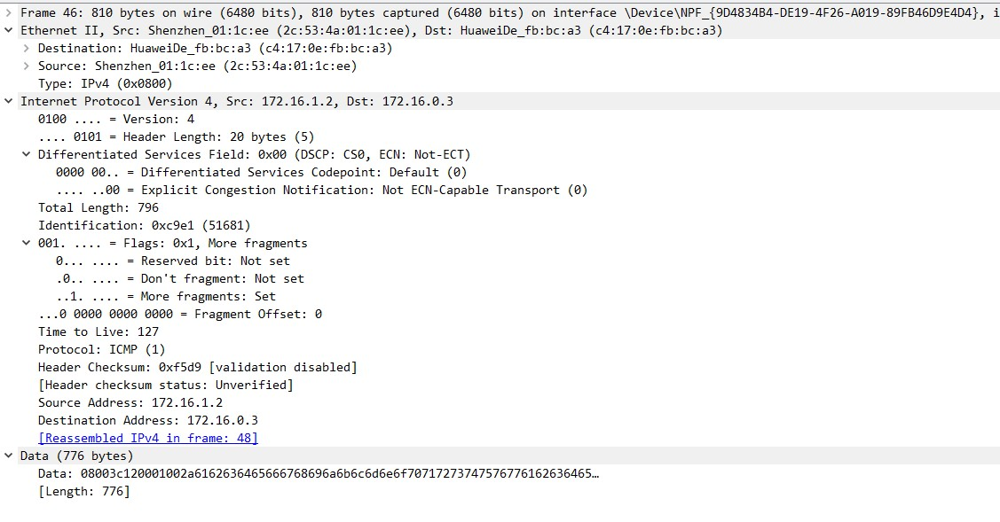 Frame 46: 810 bytes on wire (6480 bits), 810 bytes captured (6480 bits) on interface \Device\NPF_{9D4834B4-DE19-4F26-A019-89FB46D9E4D4}, i
Ethernet II, Src: Shenzhen_01:1c:ee (2c:53:4a:01:1c:ee), Dst: HuaweiDe_fb:bc:a3 (c4:17:0e:fb:bc:a3)
Destination: HuaweiDe_fb:bc:a3 (c4:17:0e:fb:bc:a3)
Source: Shenzhen_01:1c:ee (2c:53:4a:01:1c:ee)
Type: IPv4 (0x0800)
Internet Protocol Version 4, Src: 172.16.1.2, Dst: 172.16.0.3
0100 .... = Version: 4
.... 0101 = Header Length: 20 bytes (5)
Differentiated Services Field: 0x00 (DSCP: CS0, ECN: Not-ECT)
0000 00.. = Differentiated Services Codepoint: Default (0)
.... ..00 = Explicit Congestion Notification: Not ECN-Capable Transport (0)
Total Length: 796
Identification: 0xc9e1 (51681)
001. .... = Flags: 0x1, More fragments
0... .... = Reserved bit: Not set
.0.. .... = Don't fragment: Not set
..1. .... = More fragments: Set
...0 0000 0000 0000 = Fragment Offset: 0
Time to Live: 127
Protocol: ICMP (1)
Header Checksum: 0xf5d9 [validation disabled]
[Header checksum status: Unverified]
Source Address: 172.16.1.2
Destination Address: 172.16.0.3
[Reassembled IPv4 in frame: 48]
Data (776 bytes)
Data: 08003c120001002a6162636465666768696a6b6c6d6e6f70717273747576776162636465…
[Length: 776]